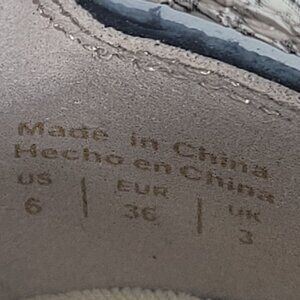 Made in China
Hecho en China
US | EUR | UK
6 | 36 | 3